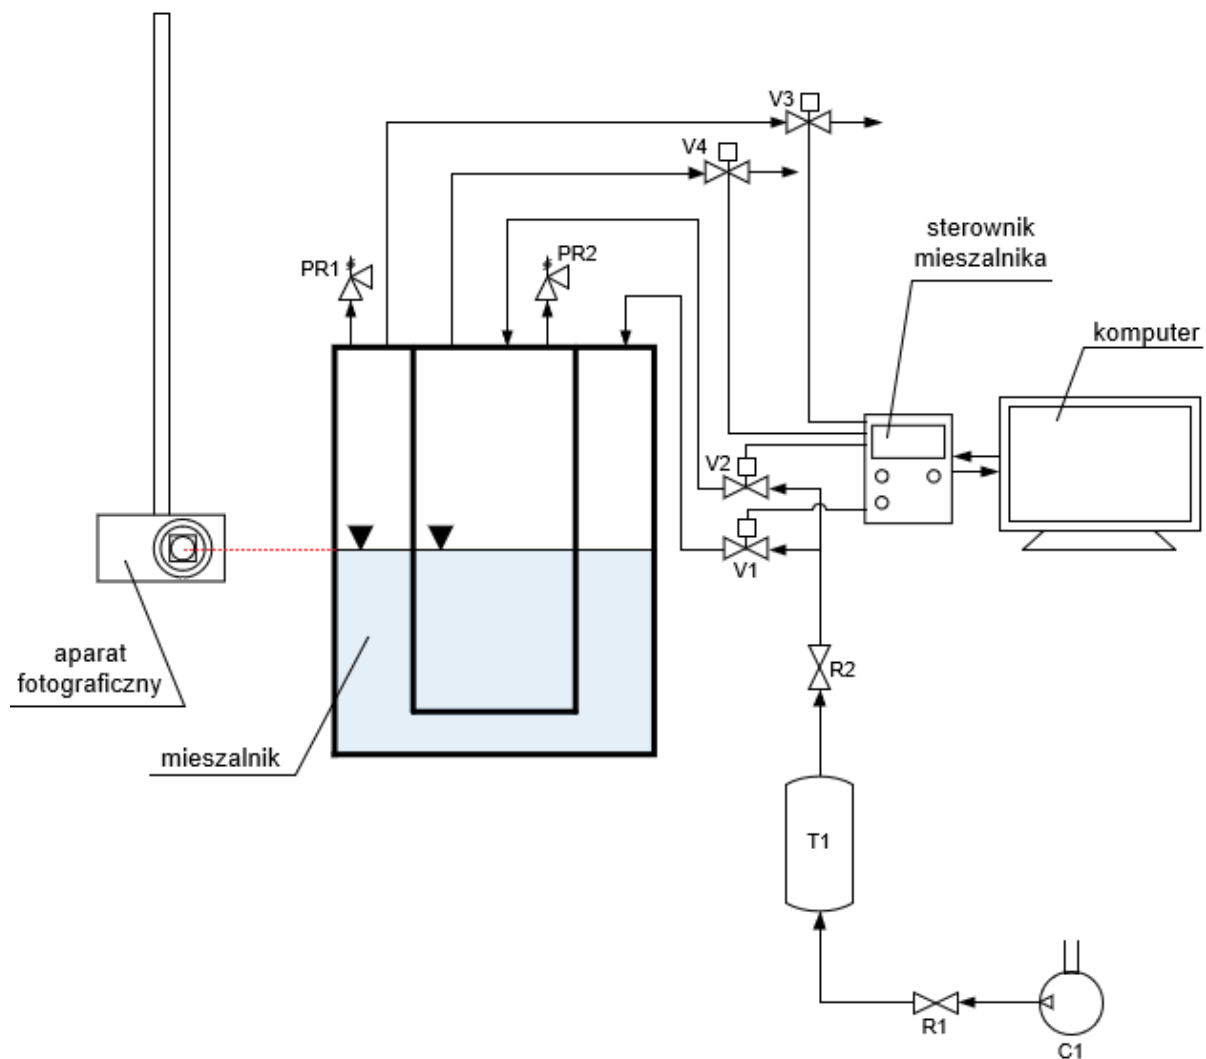 V3
V4
sterownik
mieszalnika
PR1
PR2
komputer
V2
V1
aparat
fotograficzny
R2
mieszalnik
T1
R1
C1